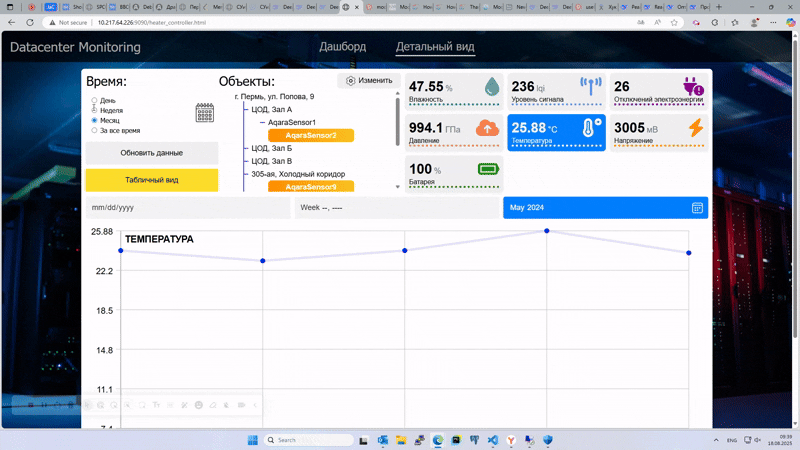 Not secure
10.217.64.226:9090/heater_controller.html
Datacenter Monitoring
Дашборд
Детальный вид
Время:
День
Неделя
Месяц
За все время
Обновить данные
Табличный вид
Объекты:
Изменить
г. Пермь, ул. Попова, 9
ЦОД, Зал А
AqaraSensor1
AqaraSensor2
ЦОД, Зал Б
ЦОД, Зал В
305-ая, Холодный коридор
AqaraSensor9
47.55 %
Влажность
236 lqi
Уровень сигнала
26
Отключений электроэнергии
994.1 ГПа
Давление
25.88 °C
Температура
3005 мВ
Напряжение
100 %
Батарея
mm/dd/yyyy
Week --, ----
May 2024
ТЕМПЕРАТУРА
25.88
22.2
18.5
14.8
11.1
7.4
Search
ENG
09:39
18.08.2025